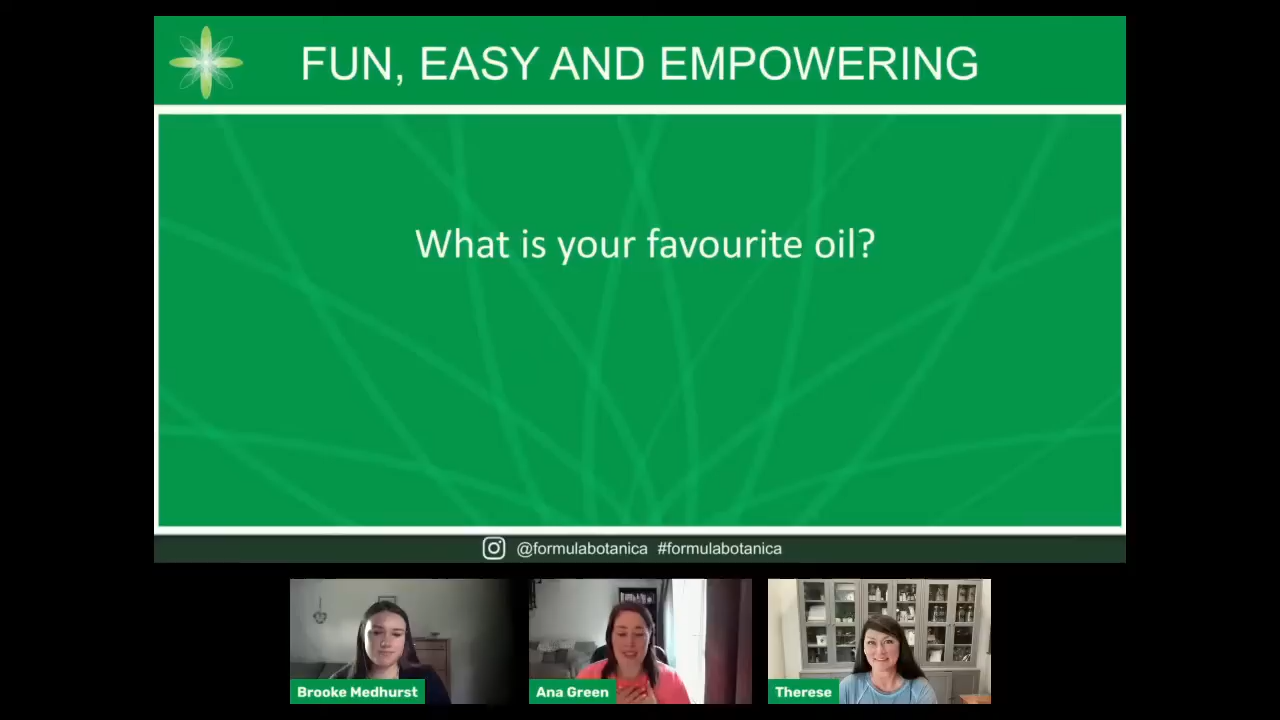 FUN, EASY AND EMPOWERING
What is your favourite oil?
@formulabotanica #formulabotanica
Brooke Medhurst
Ana Green
Therese